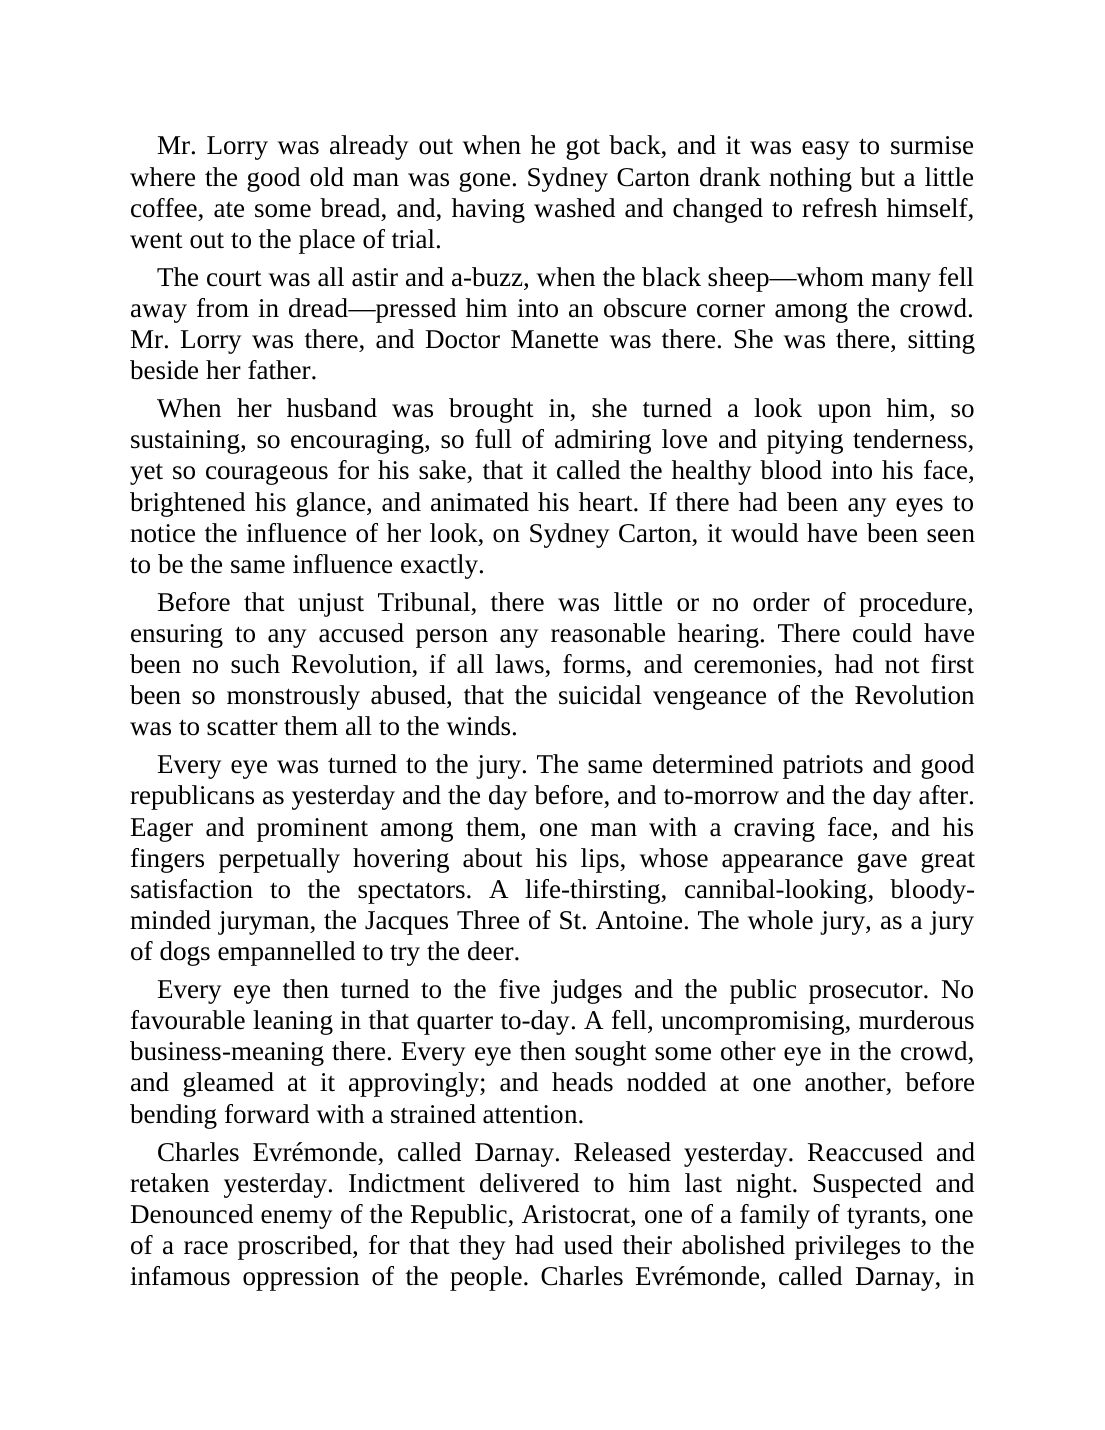 Mr. Lorry was already out when he got back, and it was easy to surmise
where the good old man was gone. Sydney Carton drank nothing but a little
coffee, ate some bread, and, having washed and changed to refresh himself,
went out to the place of trial.
The court was all astir and a-buzz, when the black sheep—whom many fell
away from in dread—pressed him into an obscure corner among the crowd.
Mr. Lorry was there, and Doctor Manette was there. She was there, sitting
beside her father.
When her husband was brought in, she turned a look upon him, so
sustaining, so encouraging, so full of admiring love and pitying tenderness,
yet so courageous for his sake, that it called the healthy blood into his face,
brightened his glance, and animated his heart. If there had been any eyes to
notice the influence of her look, on Sydney Carton, it would have been seen
to be the same influence exactly.
Before that unjust Tribunal, there was little or no order of procedure,
ensuring to any accused person any reasonable hearing. There could have
been no such Revolution, if all laws, forms, and ceremonies, had not first
been so monstrously abused, that the suicidal vengeance of the Revolution
was to scatter them all to the winds.
Every eye was turned to the jury. The same determined patriots and good
republicans as yesterday and the day before, and to-morrow and the day after.
Eager and prominent among them, one man with a craving face, and his
fingers perpetually hovering about his lips, whose appearance gave great
satisfaction to the spectators. A life-thirsting, cannibal-looking, bloody-
minded juryman, the Jacques Three of St. Antoine. The whole jury, as a jury
of dogs empannelled to try the deer.
Every eye then turned to the five judges and the public prosecutor. No
favourable leaning in that quarter to-day. A fell, uncompromising, murderous
business-meaning there. Every eye then sought some other eye in the crowd,
and gleamed at it approvingly; and heads nodded at one another, before
bending forward with a strained attention.
Charles Evrémonde, called Darnay. Released yesterday. Reaccused and
retaken yesterday. Indictment delivered to him last night. Suspected and
Denounced enemy of the Republic, Aristocrat, one of a family of tyrants, one
of a race proscribed, for that they had used their abolished privileges to the
infamous oppression of the people. Charles Evrémonde, called Darnay, in